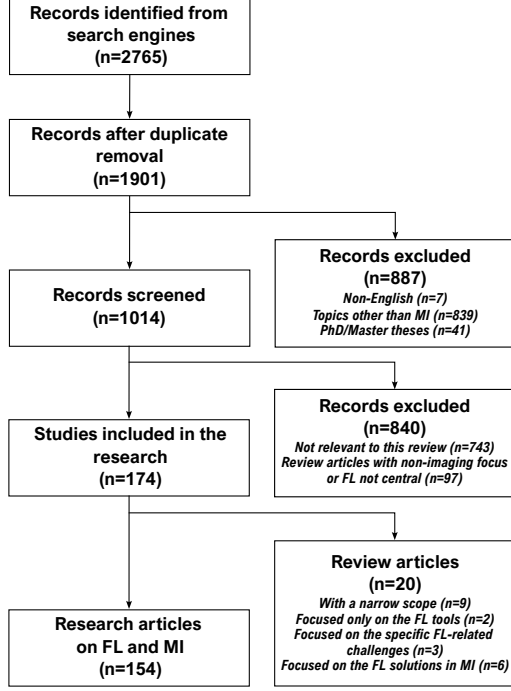 Records identified from
search engines
(n=2765)
Records after duplicate
removal
(n=1901)
Records excluded
(n=887)
Non-English (n=7)
Topics other than MI (n=839)
PhD/Master theses (n=41)
Records screened
(n=1014)
Records excluded
(n=840)
Not relevant to this review (n=743)
Review articles with non-imaging focus
or FL not central (n=97)
Studies included in the
research
(n=174)
Review articles
(n=20)
With a narrow scope (n=9)
Focused only on the FL tools (n=2)
Focused on the specific FL-related
challenges (n=3)
Focused on the FL solutions in MI (n=6)
Research articles
on FL and MI
(n=154)